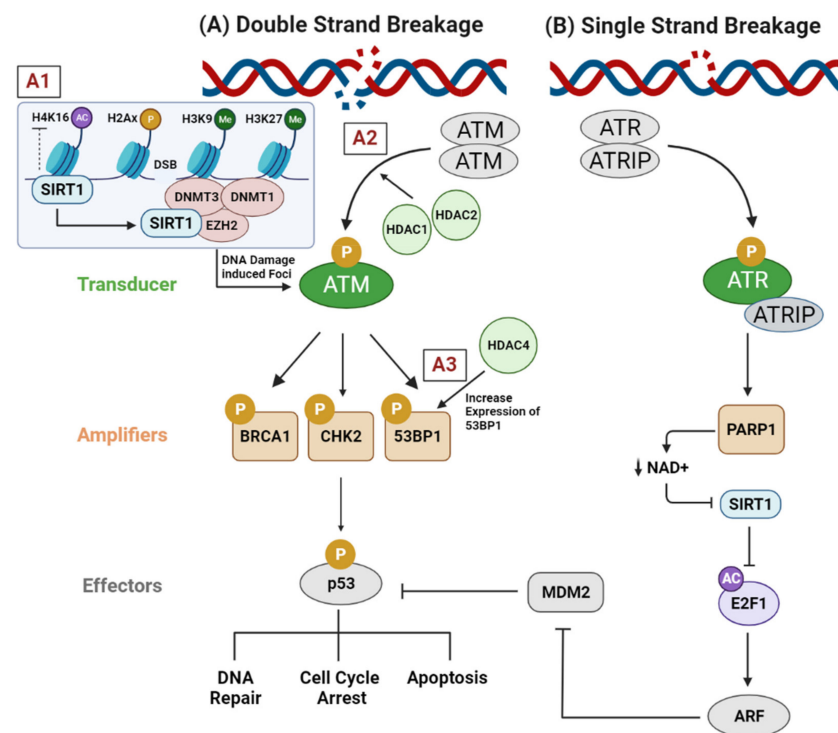 (A) Double Strand Breakage
(B) Single Strand Breakage
A1
H4K16
AC
H2Ax
P
H3K9
Me
H3K27
Me
DSB
SIRT1
DNMT3
DNMT1
SIRT1
EZH2
A2
ATM
ATM
HDAC1
HDAC2
ATR
ATRIP
DNA Damage
induced Foci
Transducer
P
ATM
P
ATR
ATRIP
A3
HDAC4
Increase
Expression of
53BP1
Amplifiers
P
BRCA1
P
CHK2
P
53BP1
PARP1
NAD+
SIRT1
Effectors
P
p53
MDM2
AC
E2F1
DNA
Repair
Cell Cycle
Arrest
Apoptosis
ARF